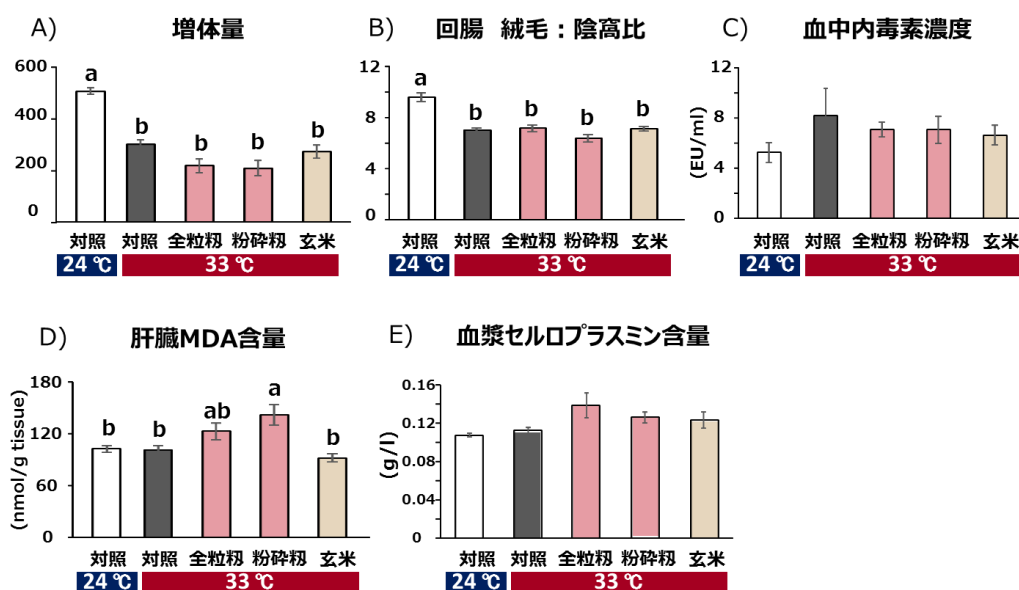 A) 増体量
600
400
200
0
a
b
b
b
b
対照 対照 全粒籾 粉砕籾 玄米
24 ℃ 33 ℃
B) 回腸 絨毛:陰窩比
12
9
6
3
0
a
b
b
b
b
対照 対照 全粒籾 粉砕籾 玄米
24 ℃ 33 ℃
C) 血中内毒素濃度
(EU/ml)
12
8
4
0
対照 対照 全粒籾 粉砕籾 玄米
24 ℃ 33 ℃
D) 肝臓MDA含量
(nmol/g tissue)
180
120
60
0
b
b
ab
a
b
対照 対照 全粒籾 粉砕籾 玄米
24 ℃ 33 ℃
E) 血漿セルロプラスミン含量
(g/l)
0.16
0.12
0.08
0.04
0
対照 対照 全粒籾 粉砕籾 玄米
24 ℃ 33 ℃